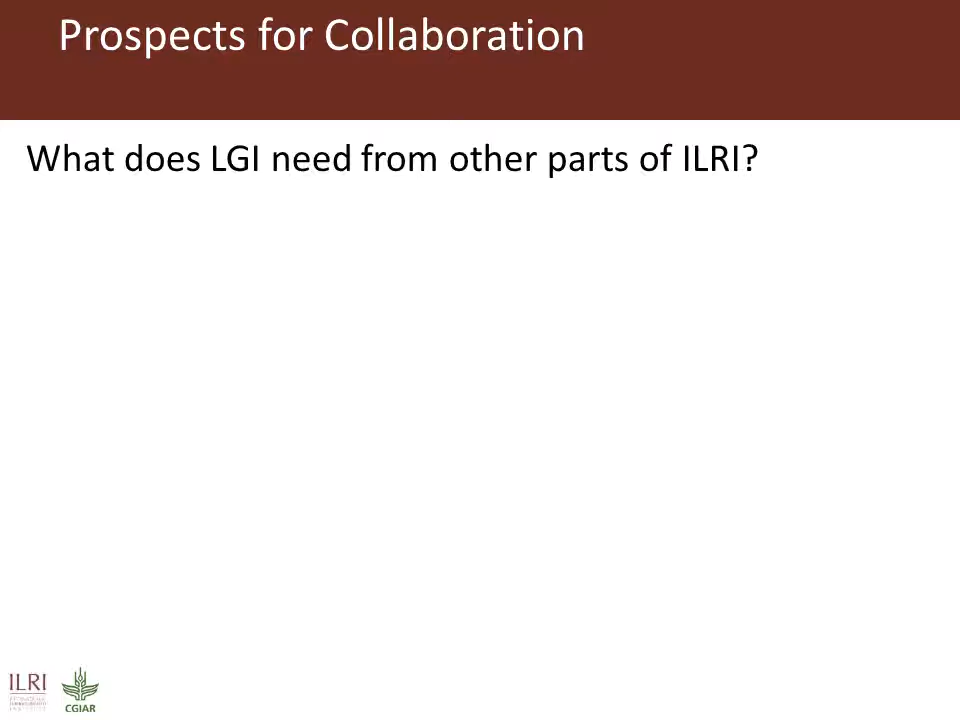 Prospects for Collaboration
What does LGI need from other parts of ILRI?
ILRI
CGIAR